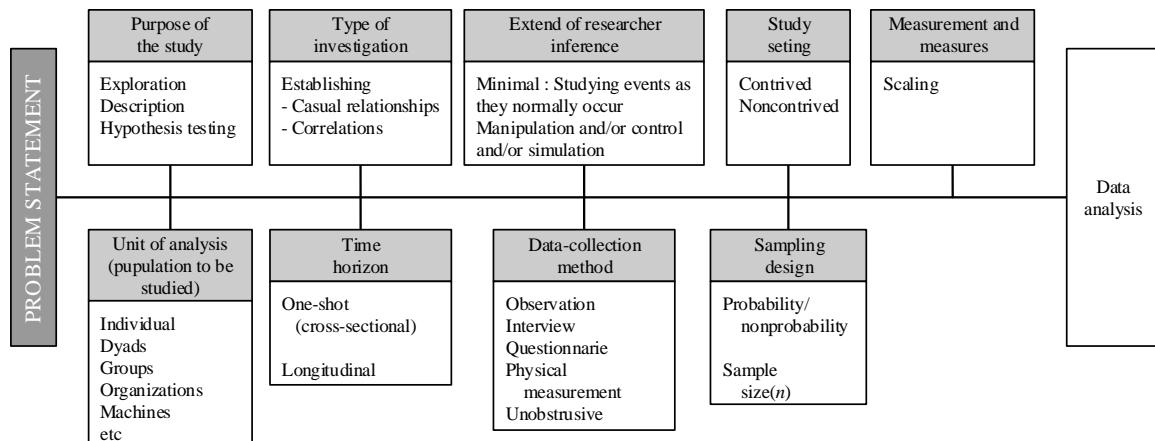 PROBLEM STATEMENT
Purpose of
the study
Exploration
Description
Hypothesis testing
Type of
investigation
Establishing
- Casual relationships
- Correlations
Extend of researcher
inference
Minimal : Studying events as
they normally occur
Manipulation and/or control
and/or simulation
Study
seting
Contrived
Noncontrived
Measurement and
measures
Scaling
Unit of analysis
(pupulation to be
studied)
Individual
Dyads
Groups
Organizations
Machines
etc
Time
horizon
One-shot
(cross-sectional)
Longitudinal
Data-collection
method
Observation
Interview
Questionnarie
Physical
measurement
Unobstrusive
Sampling
design
Probability/
nonprobability
Sample
size(n)
Data
analysis